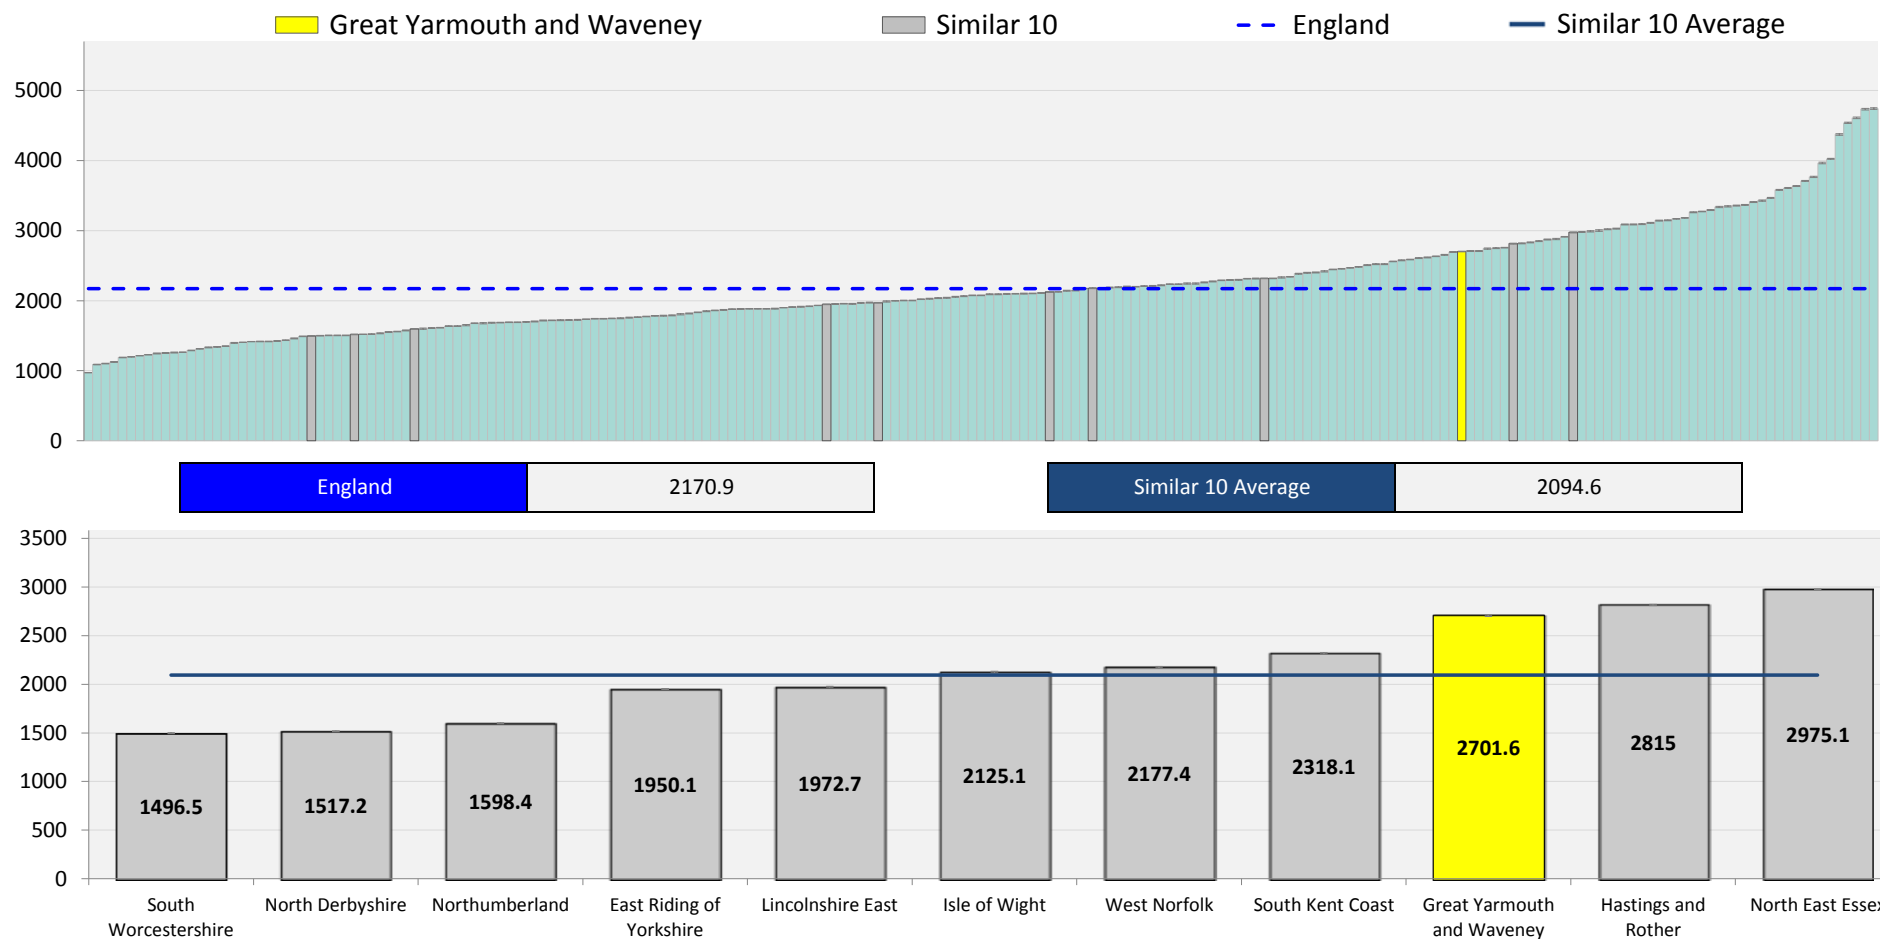 Great Yarmouth and Waveney Similar 10 England Similar 10 Average
5000
4000
3000
2000
1000
0
England 2170.9 Similar 10 Average 2094.6
3500
3000
2500
2000
1500
1000
500
0
1496.5 1517.2 1598.4 1950.1 1972.7 2125.1 2177.4 2318.1 2701.6 2815 2975.1
South North Derbyshire Northumberland East Riding of Lincolnshire East Isle of Wight West Norfolk South Kent Coast Great Yarmouth Hastings and North East Essex
Worcestershire Yorkshire and Waveney Rother